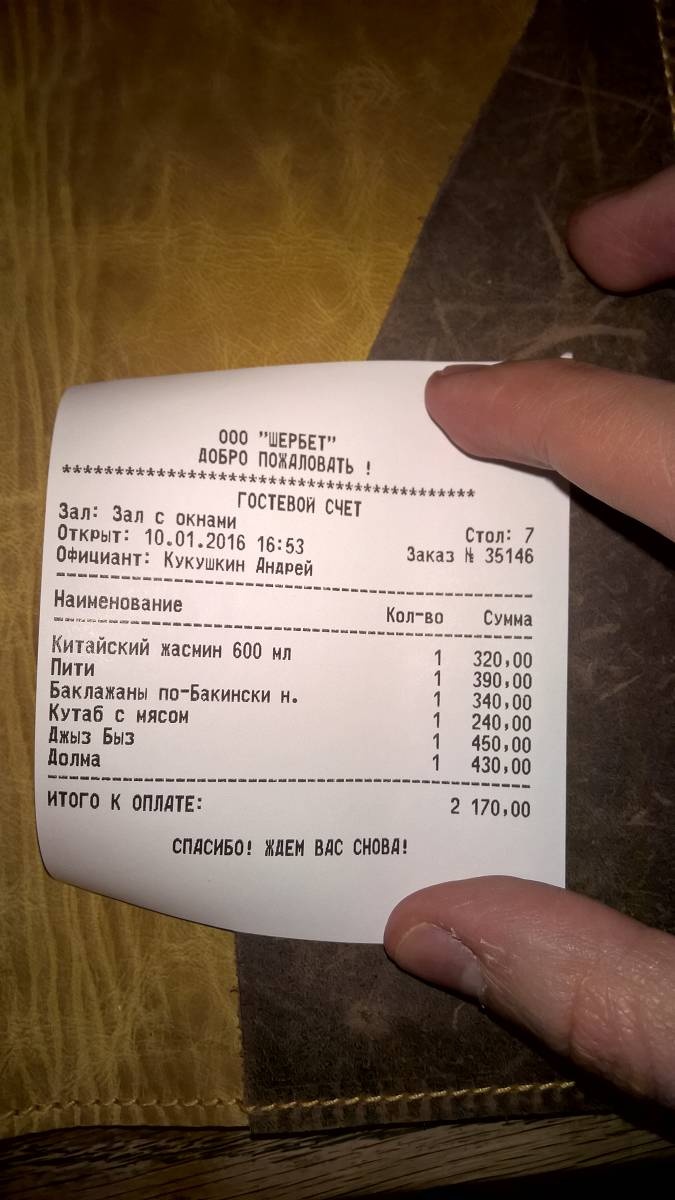 ООО "ШЕРБЕТ"
ДОБРО ПОЖАЛОВАТЬ !
****************************************
ГОСТЕВОЙ СЧЕТ
Зал: Зал с окнами
Открыт: 10.01.2016 16:53 Стол: 7
Официант: Кукушкин Андрей Заказ № 35146
Наименование Кол-во Сумма
Китайский жасмин 600 мл 1 320,00
Пити 1 390,00
Баклажаны по-Бакински н. 1 340,00
Кутаб с мясом 1 240,00
Джыз Быз 1 450,00
Долма 1 430,00
ИТОГО К ОПЛАТЕ: 2 170,00
СПАСИБО! ЖДЕМ ВАС СНОВА!